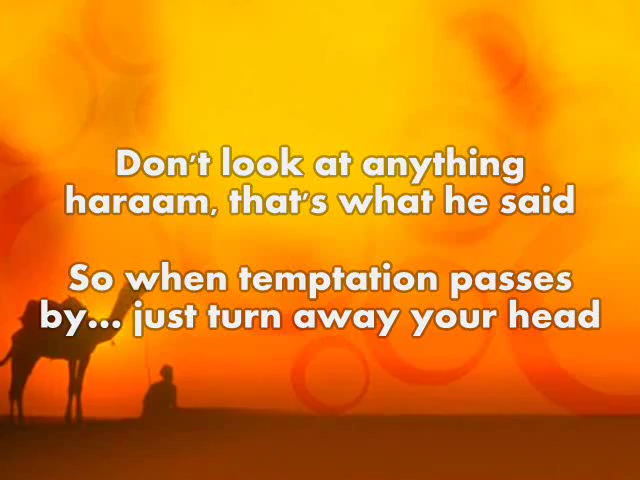 Don't look at anything
haraam, that's what he said
So when temptation passes
by... just turn away your head